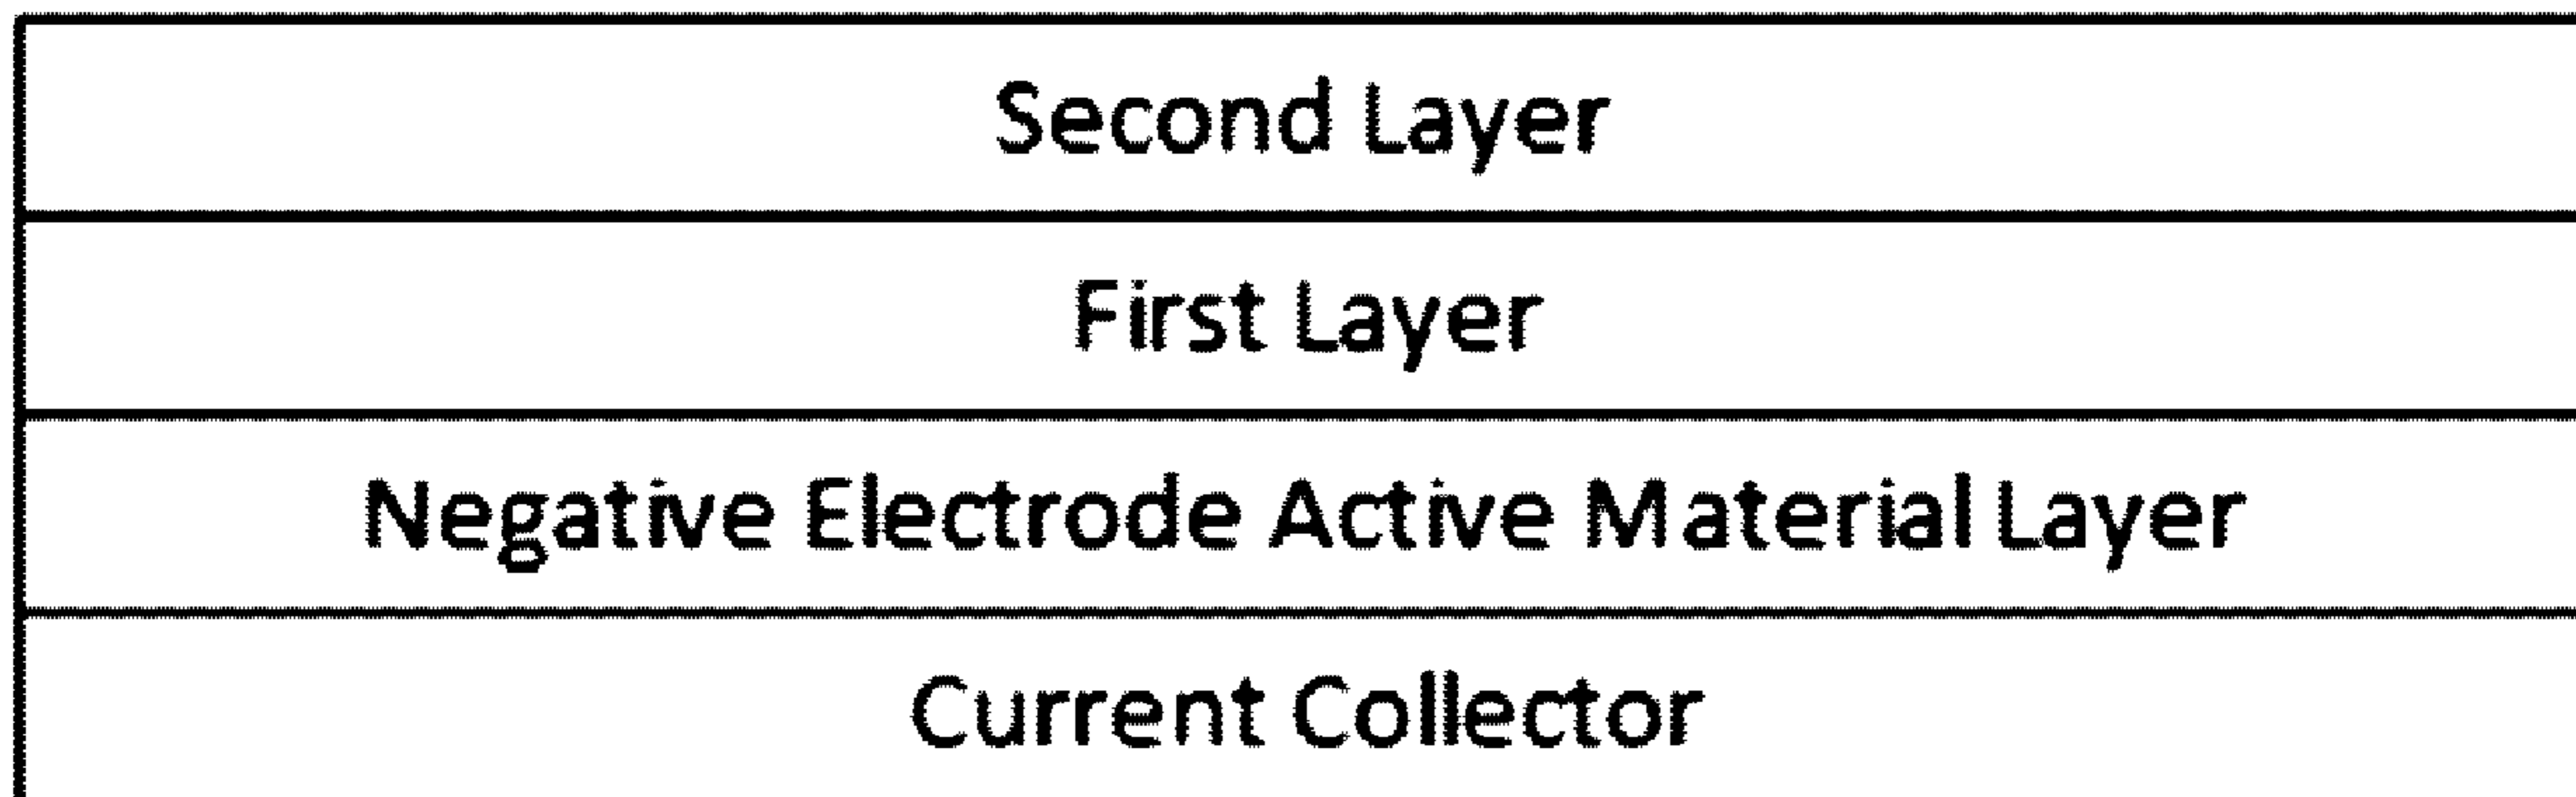 Second Layer
First Layer
Negative Electrode Active Material Layer
Current Collector